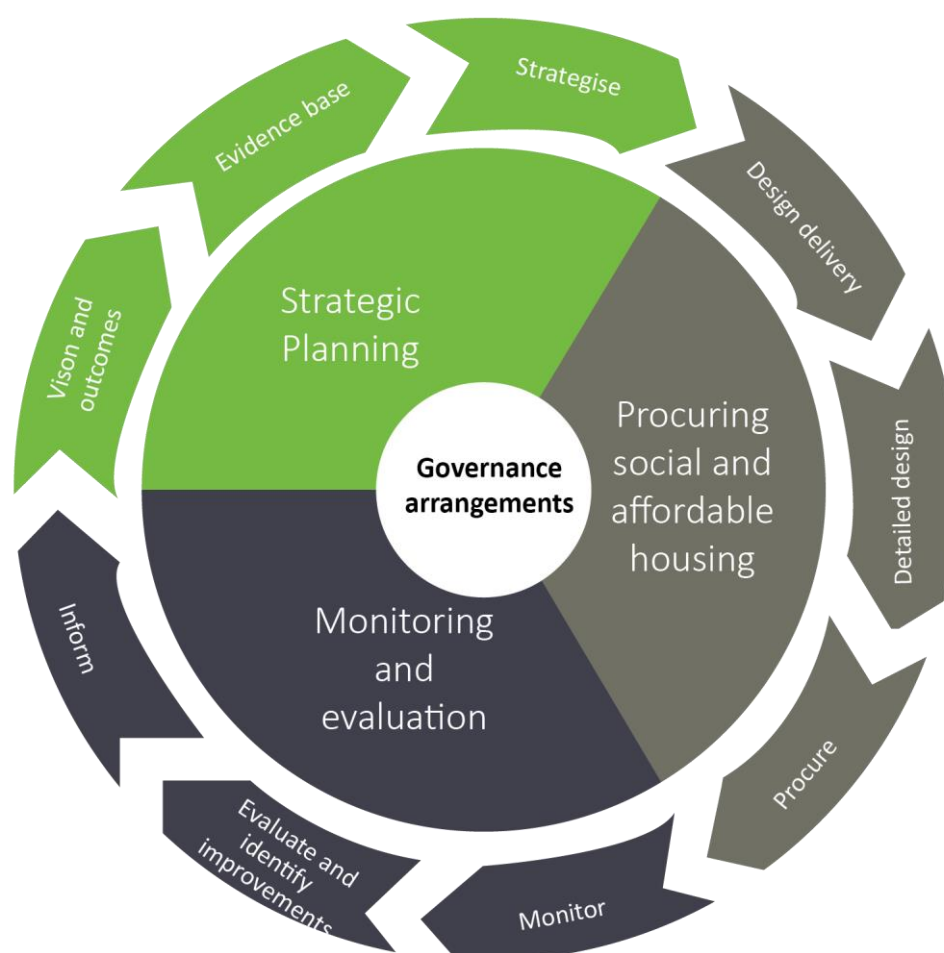 Strategise
Evidence base
Design delivery
Vison and
outcomes
Strategic
Planning
Procuring
social and
affordable
housing
Governance
arrangements
Detailed design
Monitoring
and
evaluation
Inform
Procure
Evaluate and
identify
improvements
Monitor